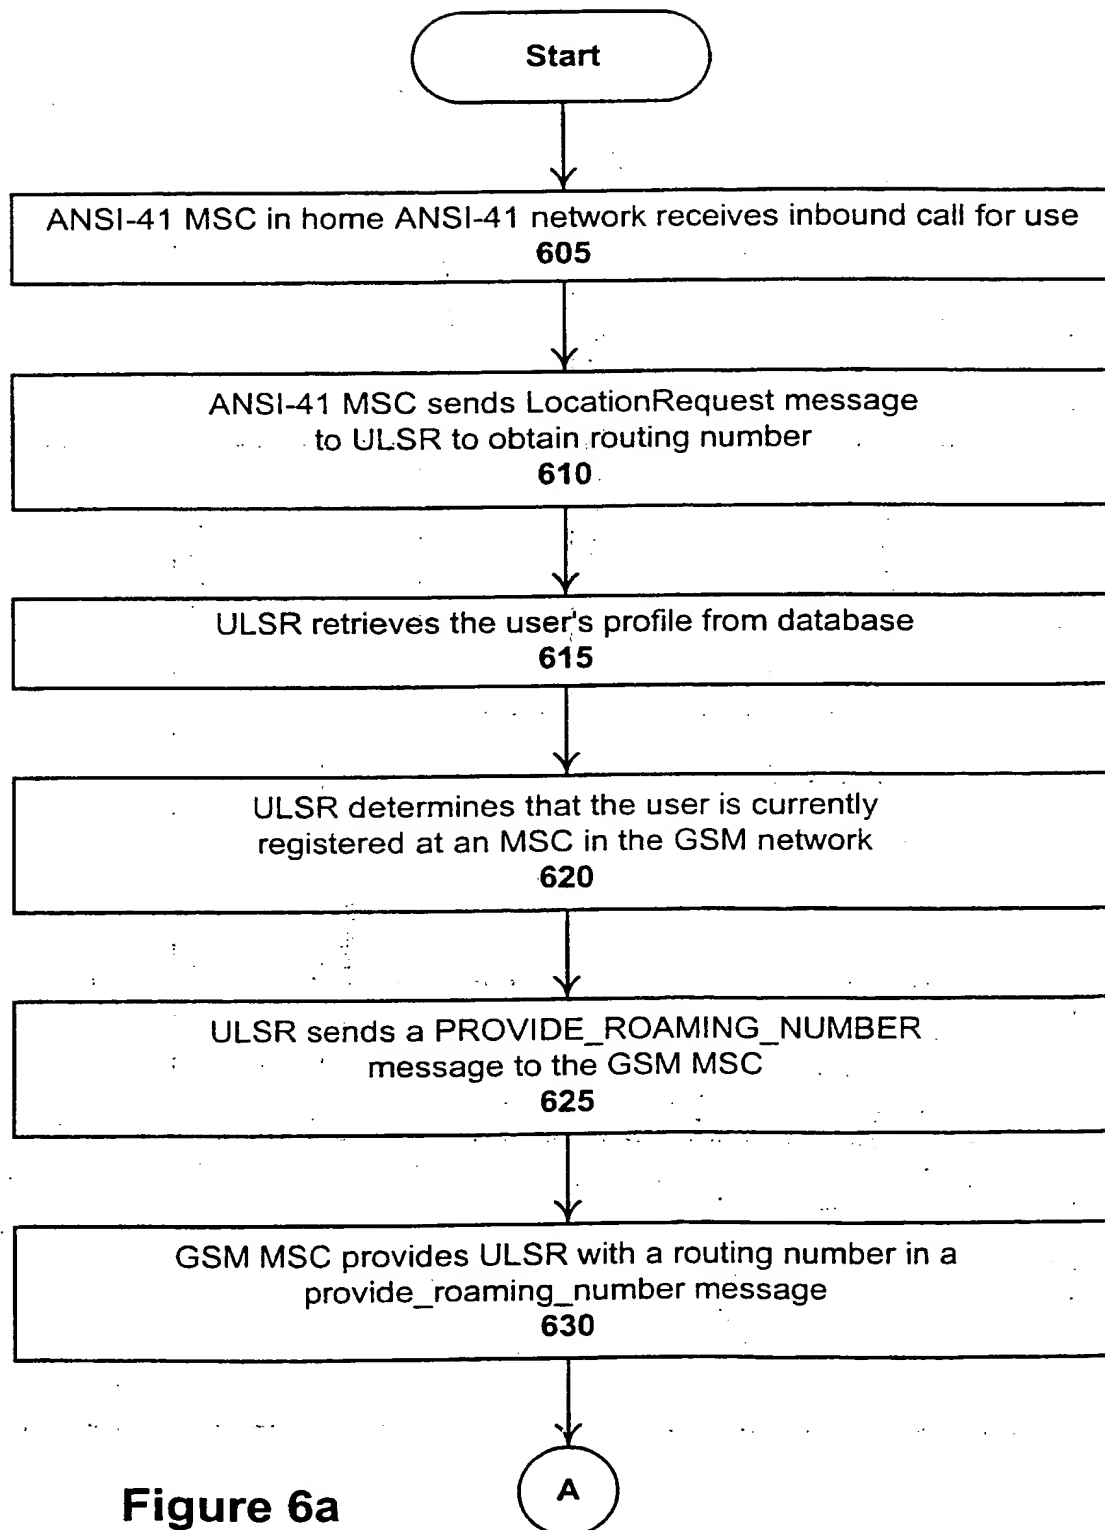 Start
ANSI-41 MSC in home ANSI-41 network receives inbound call for use
605
ANSI-41 MSC sends LocationRequest message
to ULSR to obtain routing number
610
ULSR retrieves the user's profile from database
615
ULSR determines that the user is currently
registered at an MSC in the GSM network
620
ULSR sends a PROVIDE_ROAMING_NUMBER
message to the GSM MSC
625
GSM MSC provides ULSR with a routing number in a
provide_roaming_number message
630
A
Figure 6a